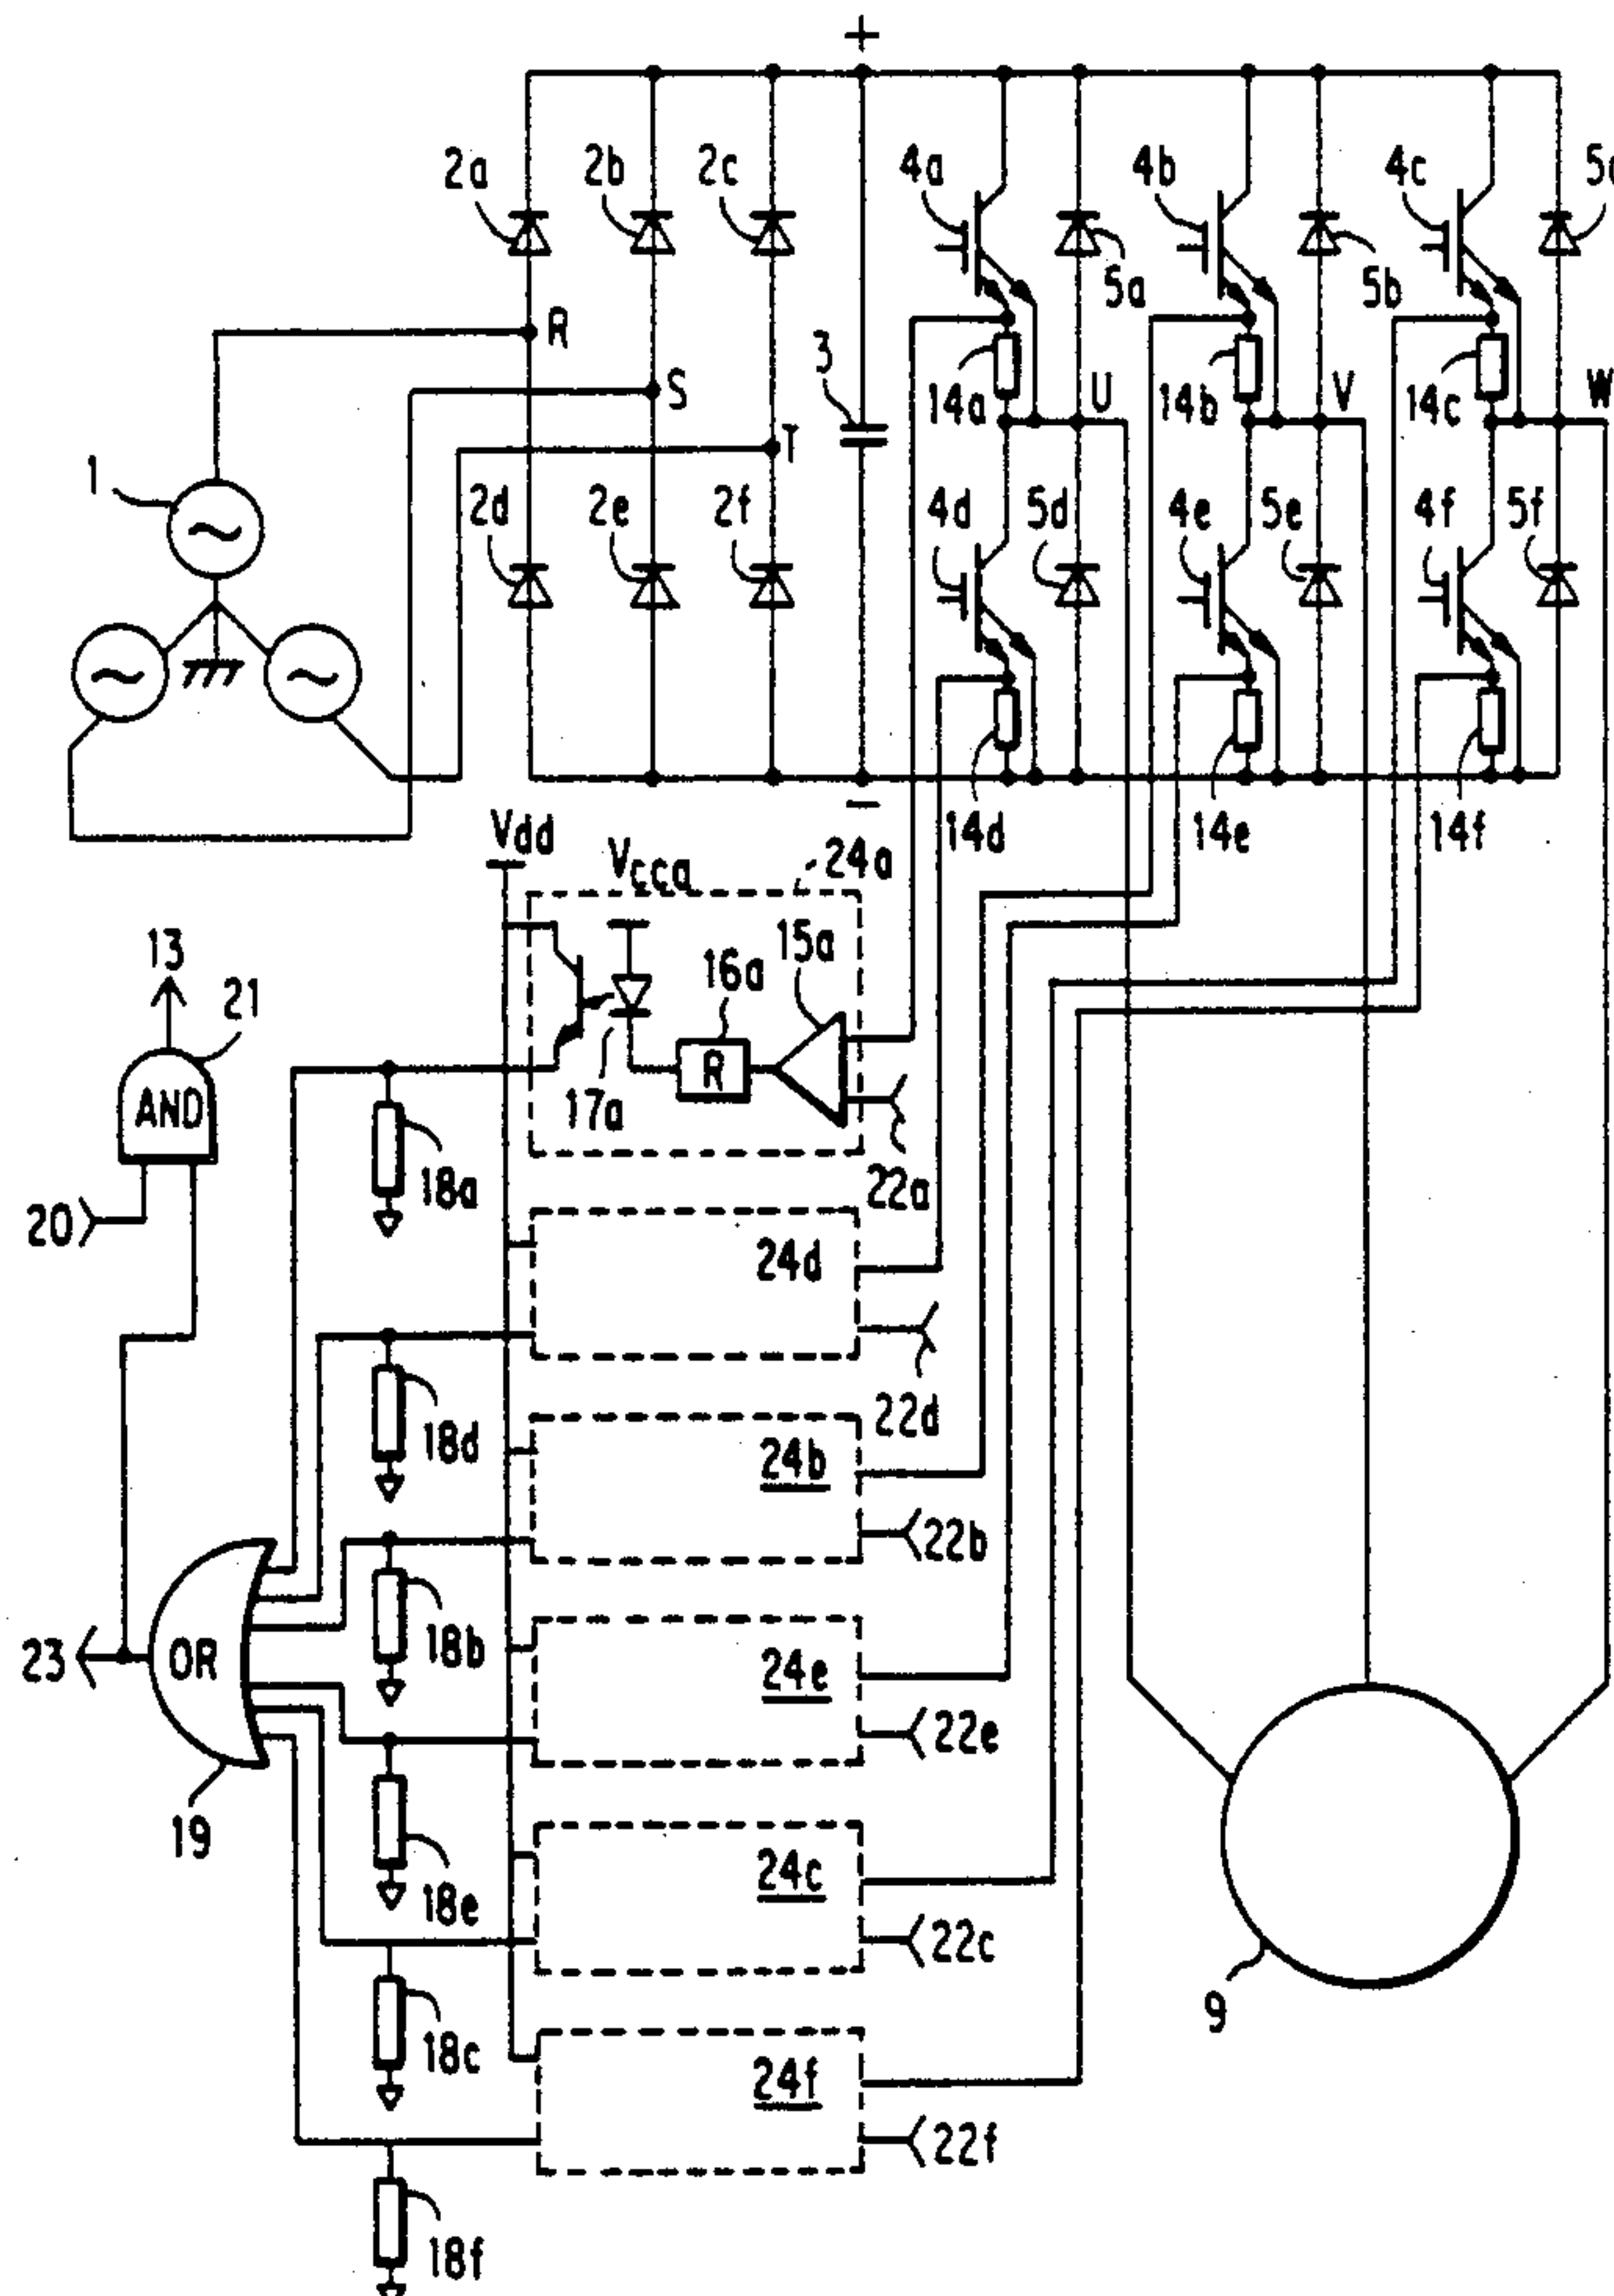 +
2a 2b 2c 4a 4b 4c
5a 5b
R
S
T
3
14a U 14b V 14c W
1
2d 2e 2f 4d 5d 4e 5e 4f 5f
−
14d 14e 14f
Vdd Vcca 24a
13
21
16a 15a
AND
R
17a
18a
22a
20
24d
22d
18d
24b
22b
18b
23
OR
24e
22e
19
18e
24c
22c
9
18c
24f
22f
18f